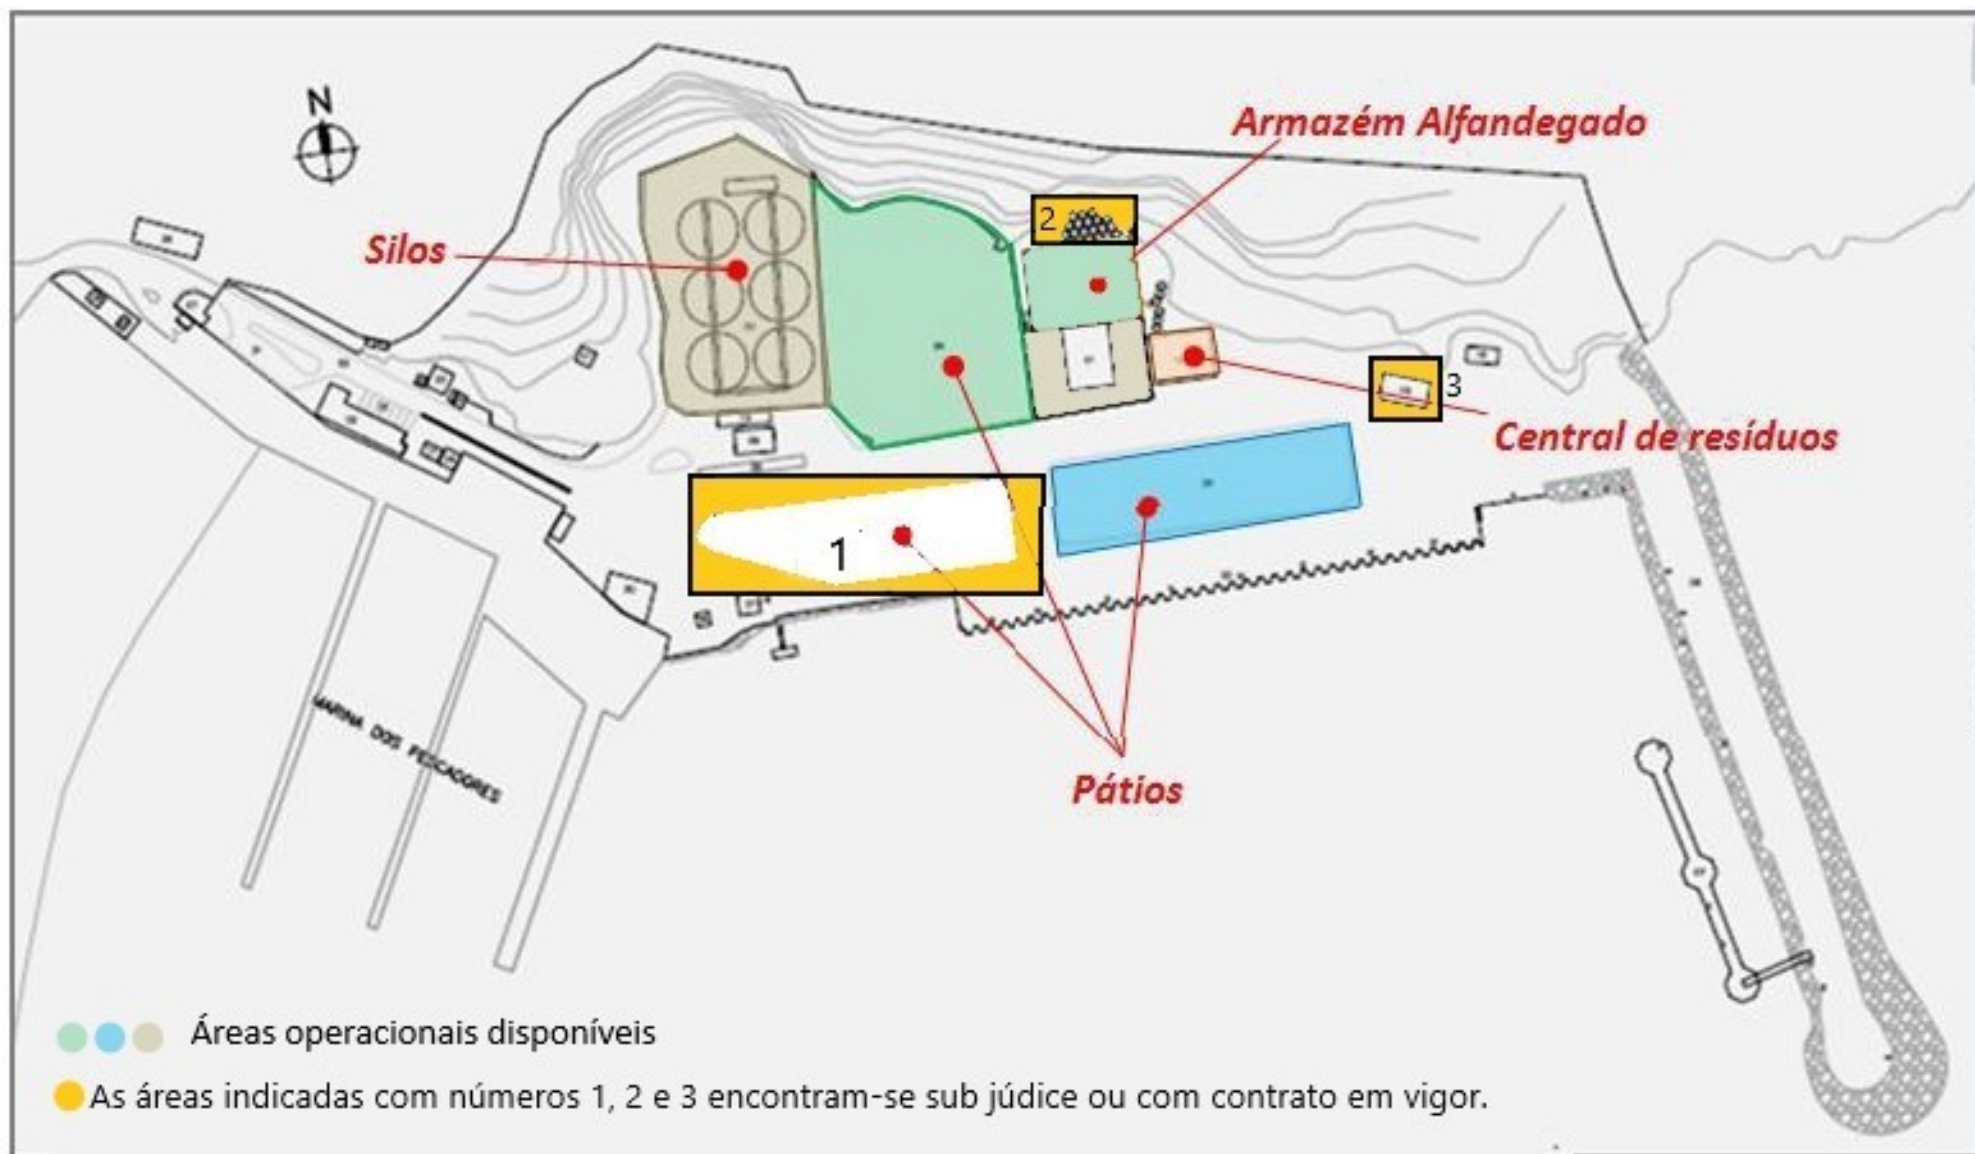 N
Armazém Alfandegado
2
Silos
3
Central de resíduos
1
Pátios
MARINA DOS PESCADORES
Áreas operacionais disponíveis
As áreas indicadas com números 1, 2 e 3 encontram-se sub júdice ou com contrato em vigor.